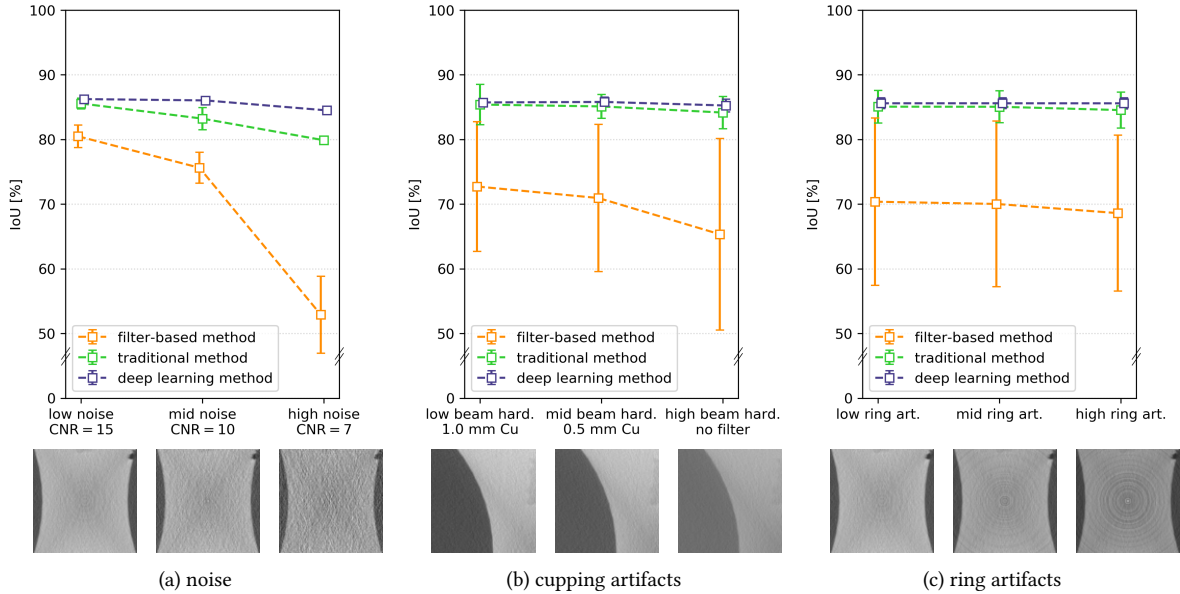 100
90
80
70
60
50
0
IoU [%]
filter-based method
traditional method
deep learning method
low noise
CNR = 15
mid noise
CNR = 10
high noise
CNR = 7
(a) noise
100
90
80
70
60
50
0
IoU [%]
filter-based method
traditional method
deep learning method
low beam hard.
1.0 mm Cu
mid beam hard.
0.5 mm Cu
high beam hard.
no filter
(b) cupping artifacts
100
90
80
70
60
50
0
IoU [%]
filter-based method
traditional method
deep learning method
low ring art.
mid ring art.
high ring art.
(c) ring artifacts